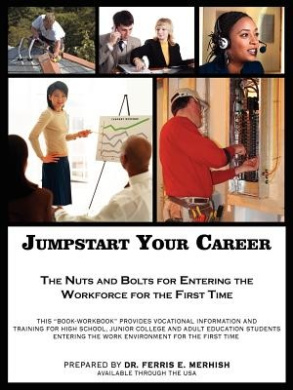 JUMPSTART YOUR CAREER
THE NUTS AND BOLTS FOR ENTERING THE
WORKFORCE FOR THE FIRST TIME
THIS "BOOK-WORKBOOK" PROVIDES VOCATIONAL INFORMATION AND
TRAINING FOR HIGH SCHOOL, JUNIOR COLLEGE AND ADULT EDUCATION STUDENTS
ENTERING THE WORK ENVIRONMENT FOR THE FIRST TIME
PREPARED BY DR. FERRIS E. MERHISH
AVAILABLE THROUGH THE USA